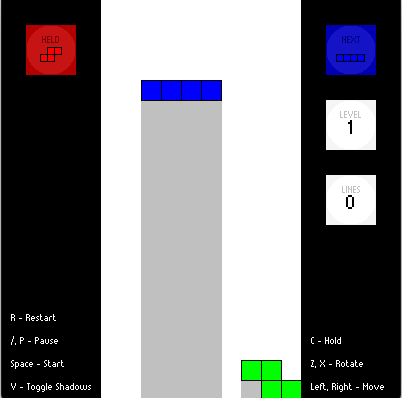 HELD
NEXT
LEVEL
1
LINES
0
R - Restart
/, P - Pause
Space - Start
V - Toggle Shadows
C - Hold
Z, X - Rotate
Left, Right - Move